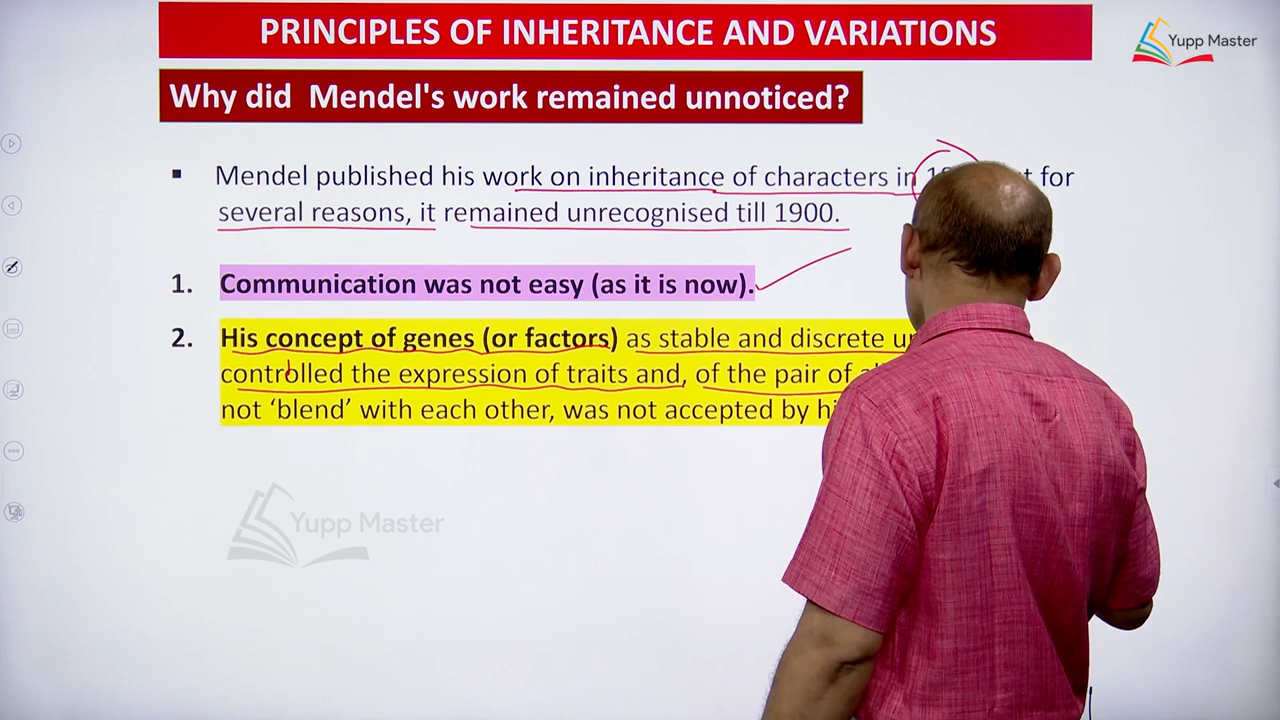 PRINCIPLES OF INHERITANCE AND VARIATIONS
Yupp Master
Why did Mendel's work remained unnoticed?
▪ Mendel published his work on inheritance of characters in for
several reasons, it remained unrecognised till 1900.
1. Communication was not easy (as it is now).
2. His concept of genes (or factors) as stable and discrete
controlled the expression of traits and, of the pair of
not ‘blend’ with each other, was not accepted by
Yupp Master